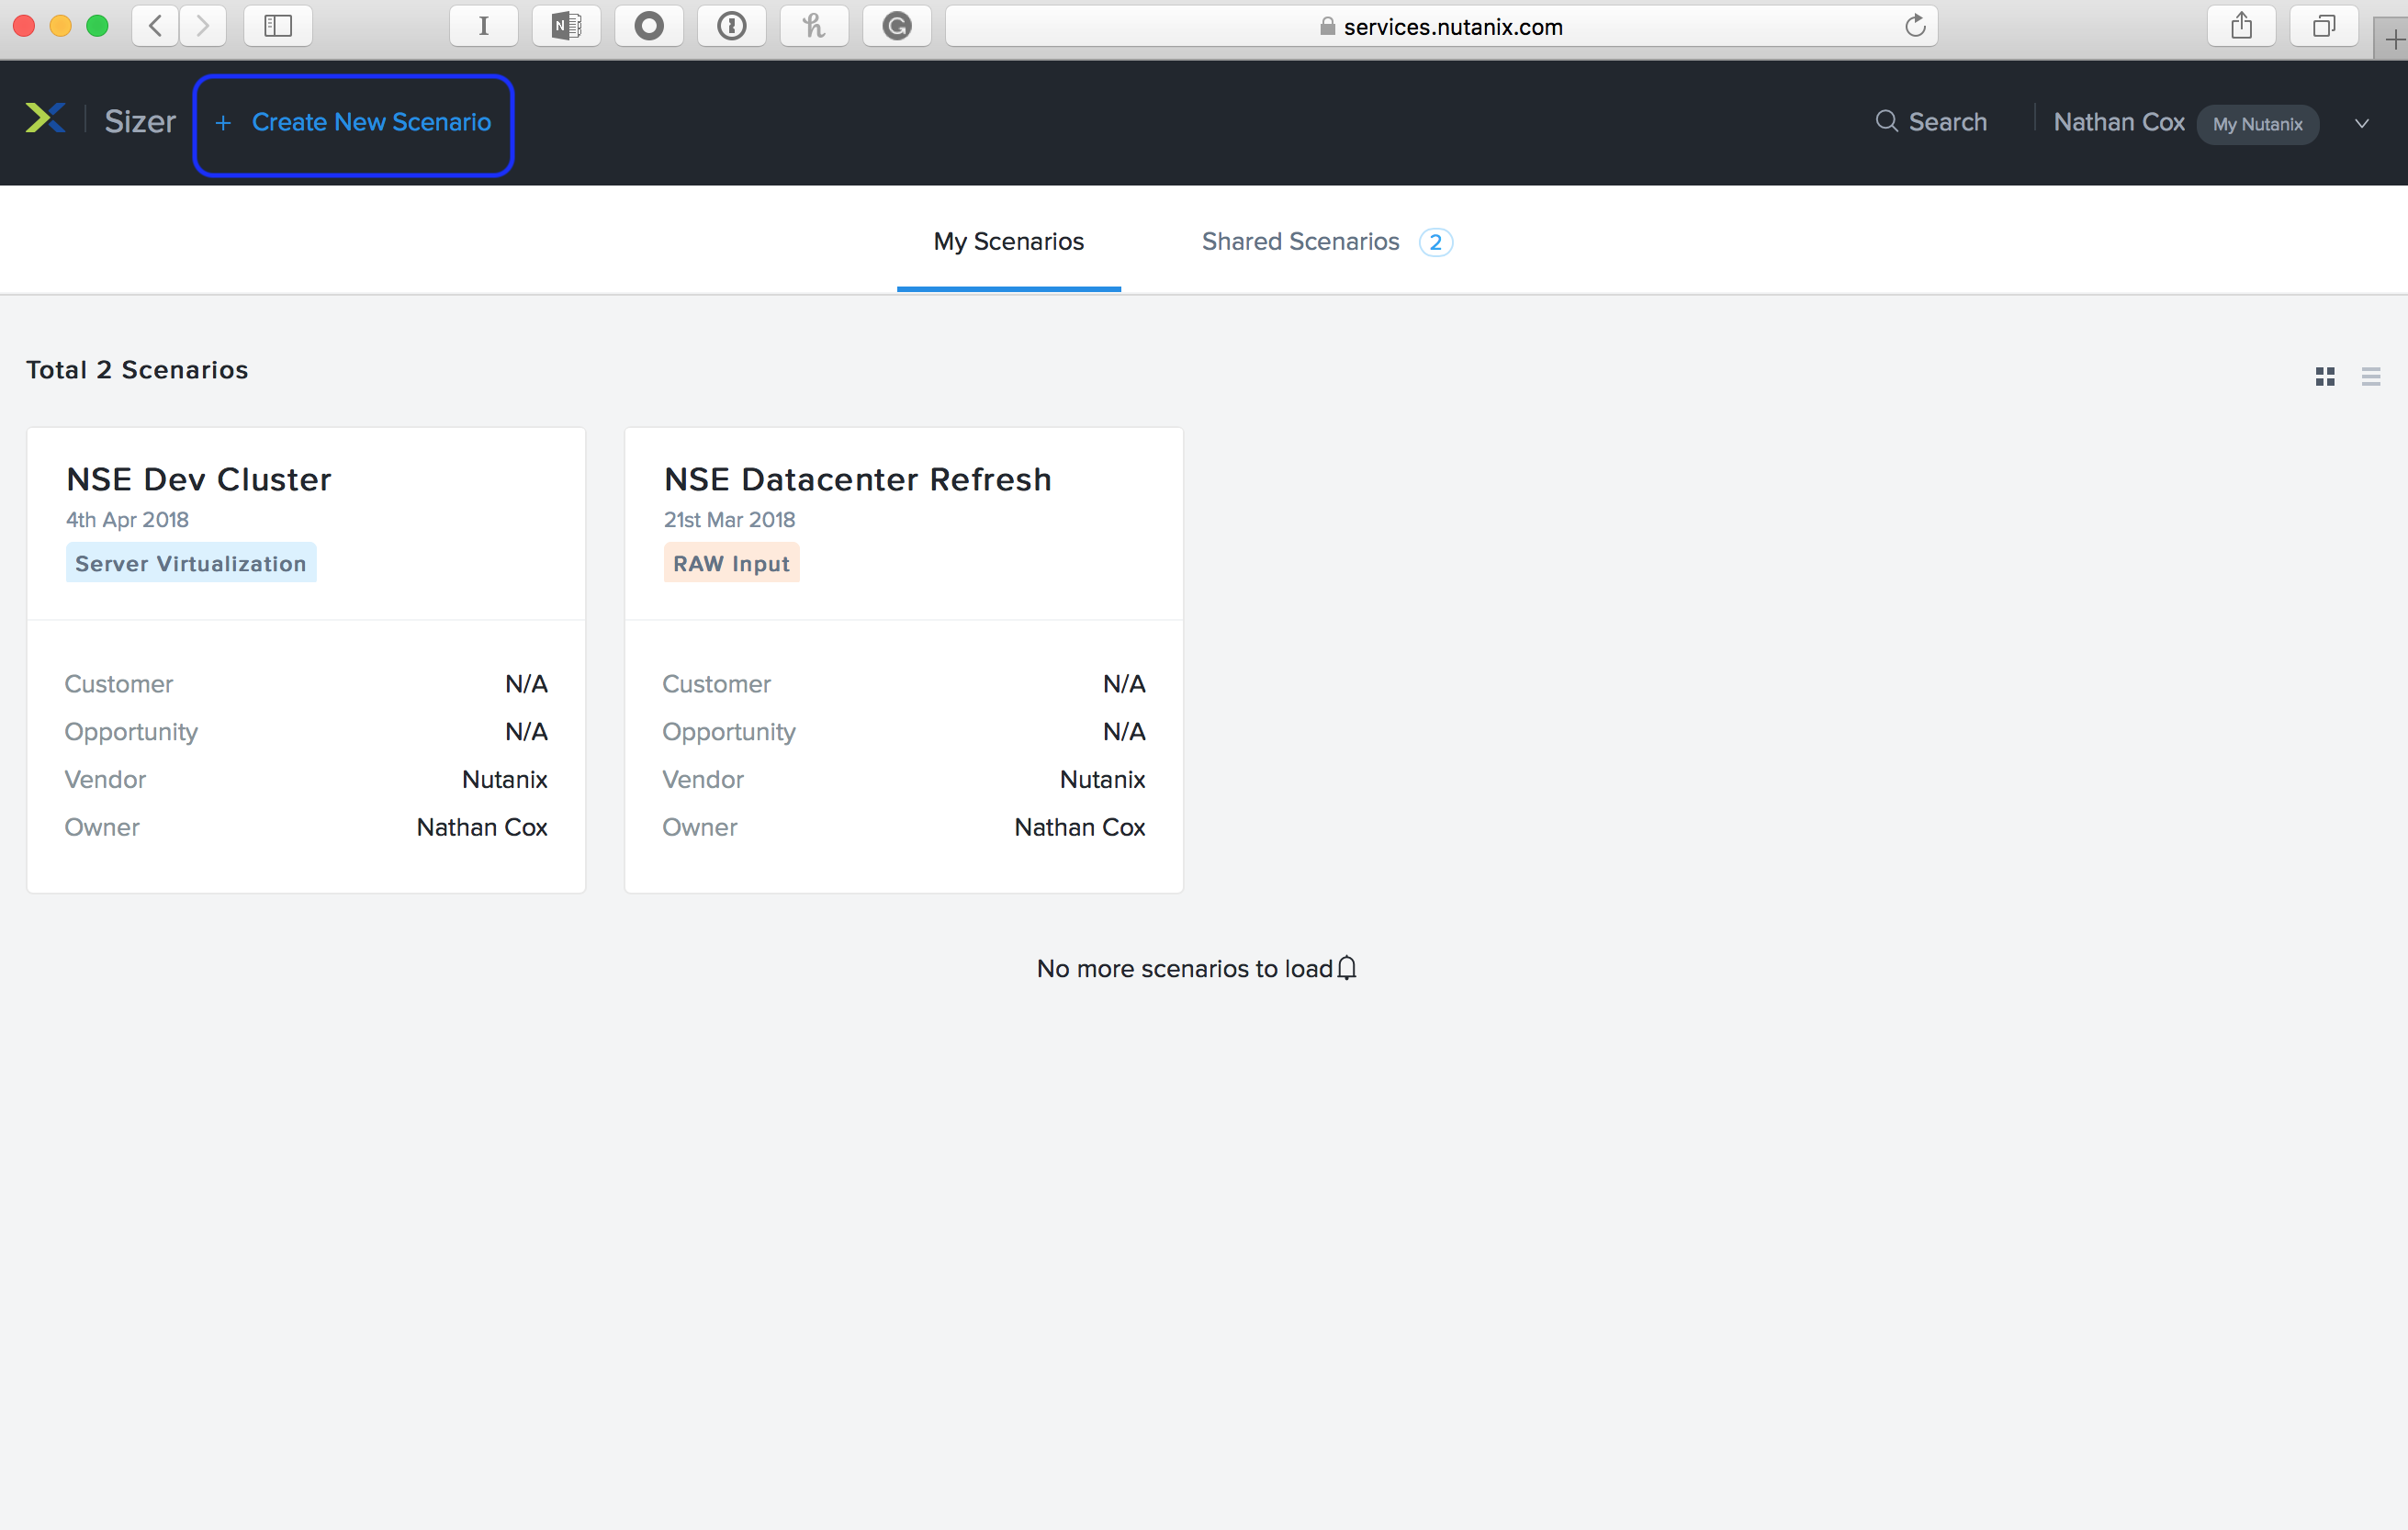 services.nutanix.com
Sizer + Create New Scenario Search Nathan Cox My Nutanix
My Scenarios Shared Scenarios 2
Total 2 Scenarios
NSE Dev Cluster
4th Apr 2018
Server Virtualization
Customer N/A
Opportunity N/A
Vendor Nutanix
Owner Nathan Cox
NSE Datacenter Refresh
21st Mar 2018
RAW Input
Customer N/A
Opportunity N/A
Vendor Nutanix
Owner Nathan Cox
No more scenarios to load